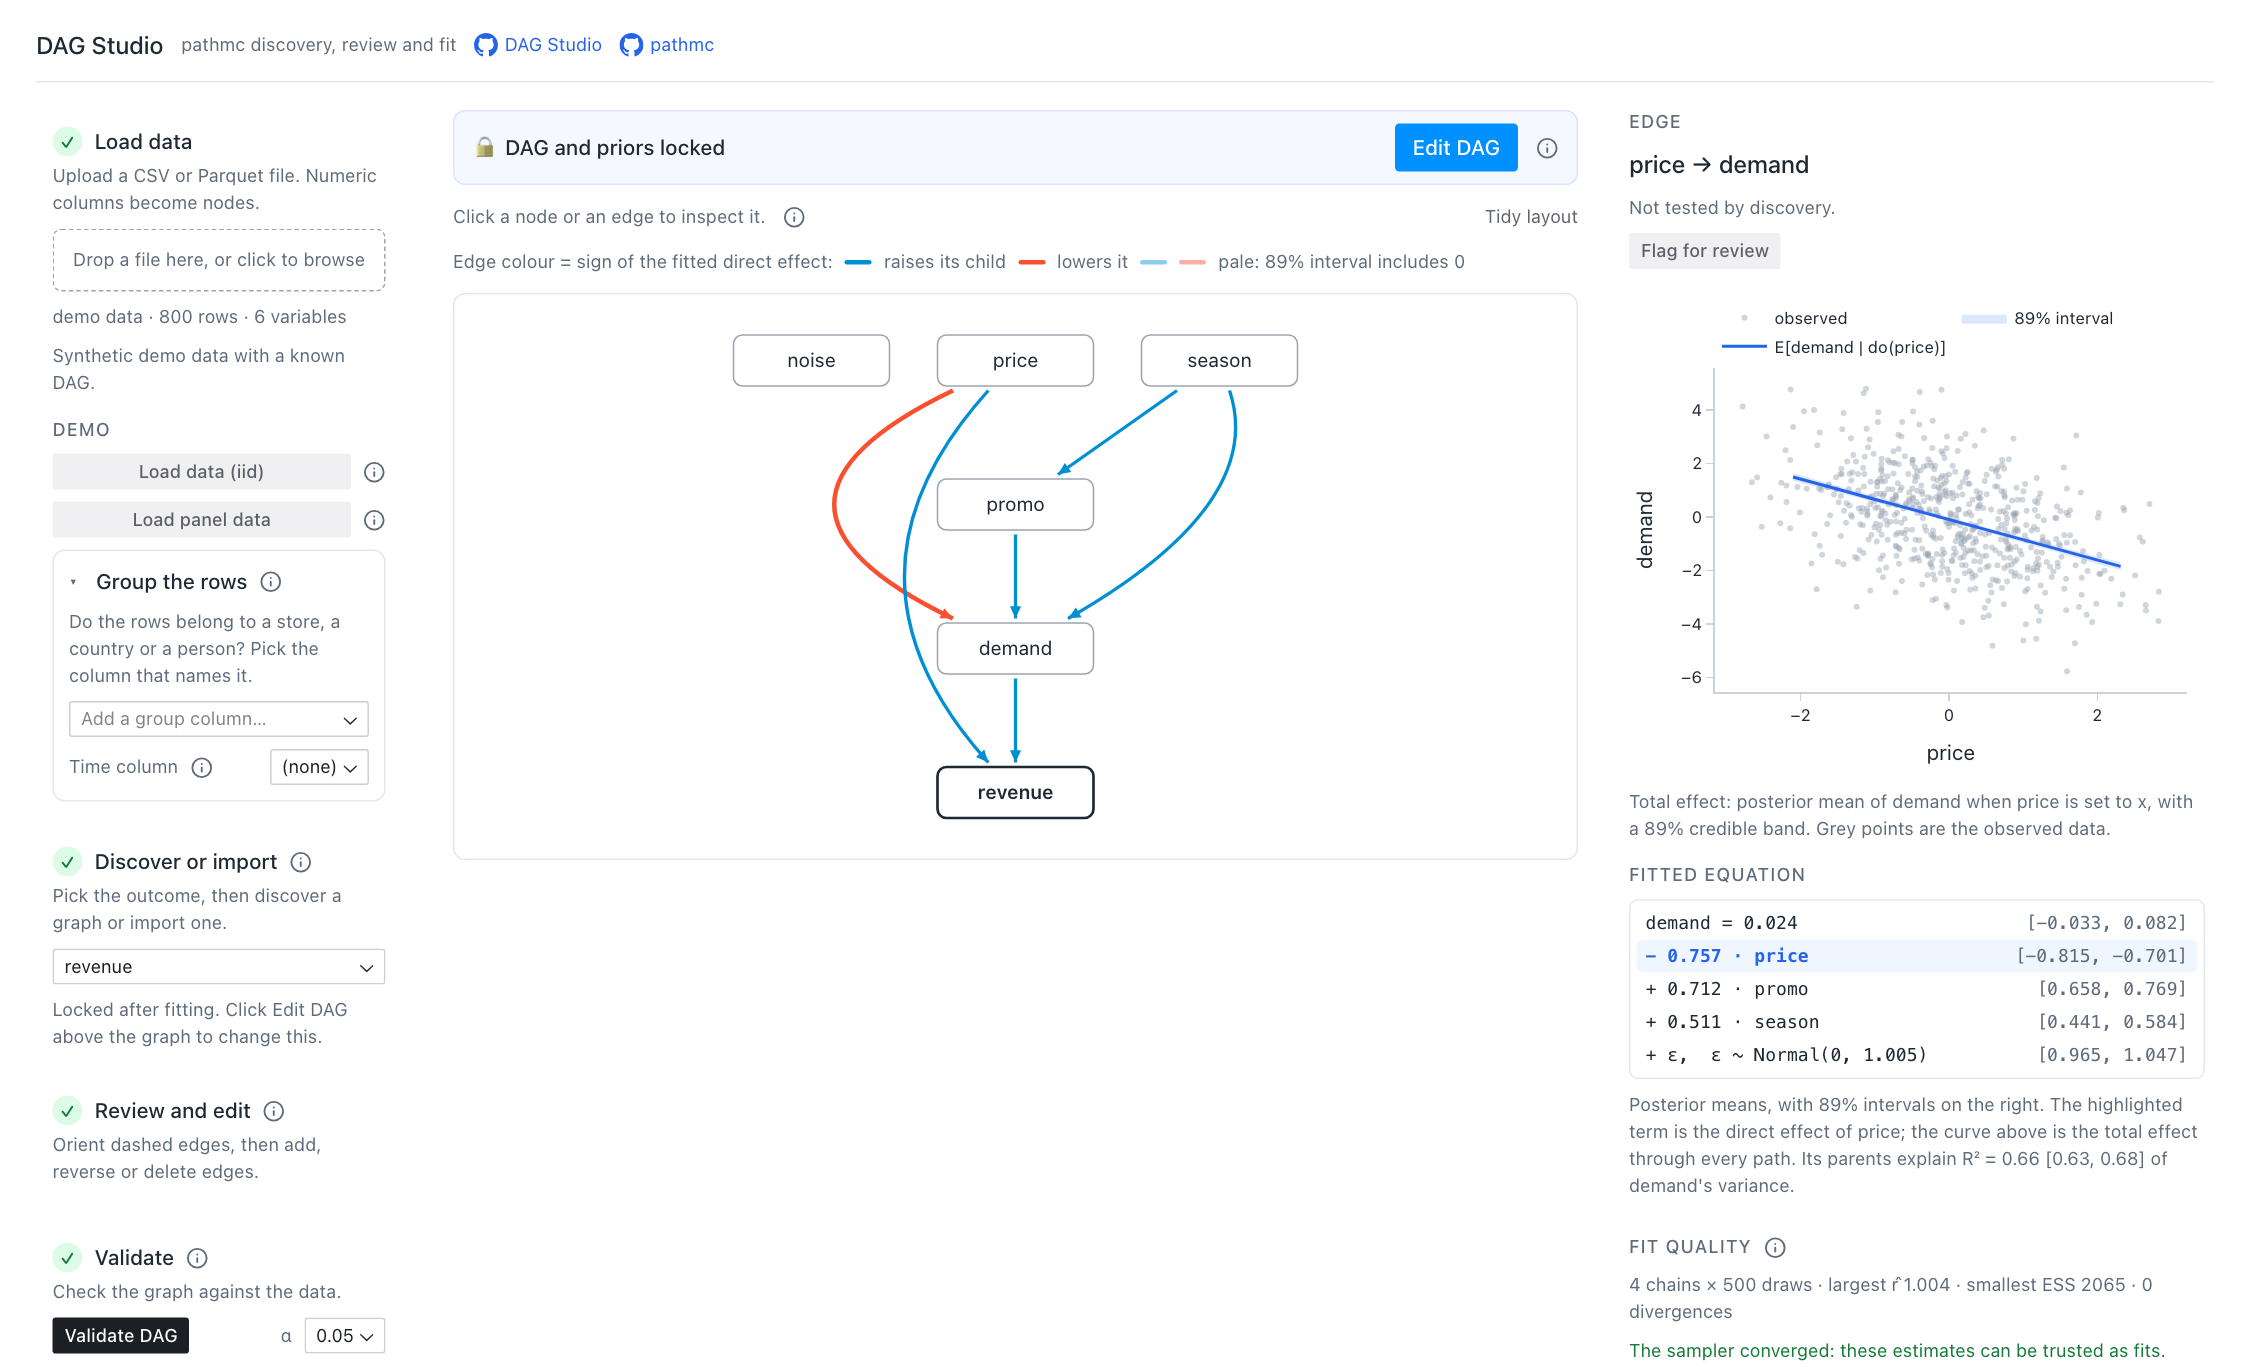 DAG Studio pathmc discovery, review and fit DAG Studio pathmc
Load data
Upload a CSV or Parquet file. Numeric
columns become nodes.
Drop a file here, or click to browse
demo data · 800 rows · 6 variables
Synthetic demo data with a known
DAG.
DEMO
Load data (iid)
Load panel data
Group the rows
Do the rows belong to a store, a
country or a person? Pick the
column that names it.
Add a group column...
Time column (none)
Discover or import
Pick the outcome, then discover a
graph or import one.
revenue
Locked after fitting. Click Edit DAG
above the graph to change this.
Review and edit
Orient dashed edges, then add,
reverse or delete edges.
Validate
Check the graph against the data.
Validate DAG α 0.05
DAG and priors locked Edit DAG
Click a node or an edge to inspect it. Tidy layout
Edge colour = sign of the fitted direct effect: raises its child lowers it pale: 89% interval includes 0
noise price season
promo
demand
revenue
EDGE
price → demand
Not tested by discovery.
Flag for review
observed 89% interval
E[demand | do(price)]
4
2
0
−2
−4
−6
demand
−2 0 2
price
Total effect: posterior mean of demand when price is set to x, with
a 89% credible band. Grey points are the observed data.
FITTED EQUATION
demand = 0.024 [−0.033, 0.082]
− 0.757 · price [−0.815, −0.701]
+ 0.712 · promo [0.658, 0.769]
+ 0.511 · season [0.441, 0.584]
+ ε, ε ~ Normal(0, 1.005) [0.965, 1.047]
Posterior means, with 89% intervals on the right. The highlighted
term is the direct effect of price; the curve above is the total effect
through every path. Its parents explain R² = 0.66 [0.63, 0.68] of
demand's variance.
FIT QUALITY
4 chains × 500 draws · largest r̂ 1.004 · smallest ESS 2065 · 0
divergences
The sampler converged: these estimates can be trusted as fits.